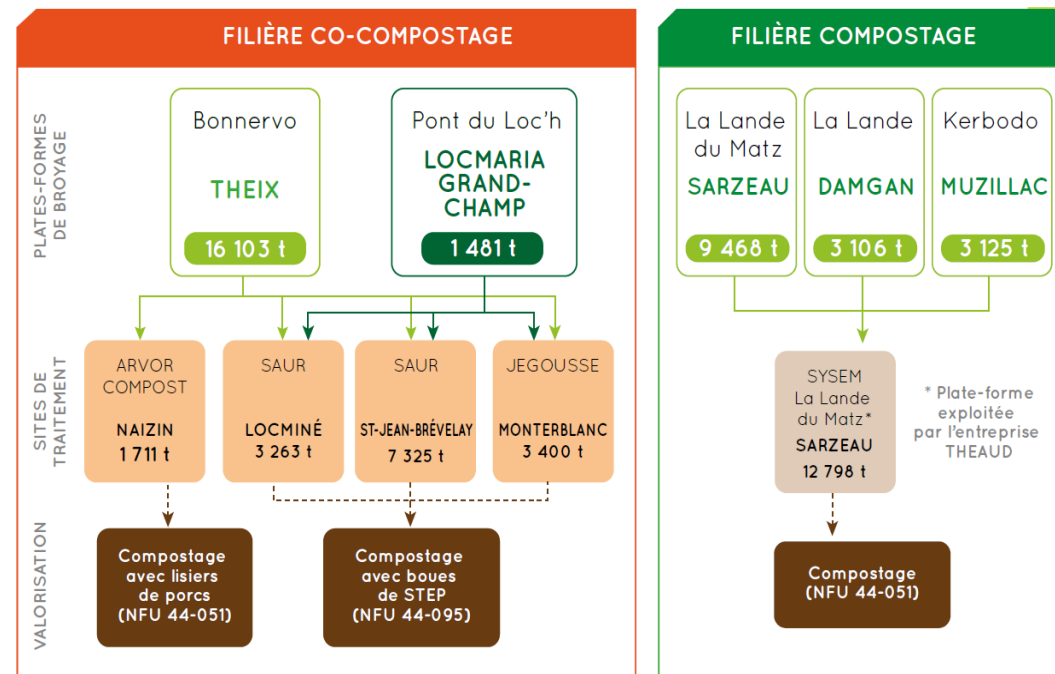 FILIÈRE CO-COMPOSTAGE
PLATES-FORMES
DE BROYAGE
Bonnervo
THEIX
16 103 t
Pont du Loc'h
LOCMARIA
GRAND-
CHAMP
1 481 t
SITES DE
TRAITEMENT
ARVOR
COMPOST
NAIZIN
1 711 t
SAUR
LOCMINÉ
3 263 t
SAUR
ST-JEAN-BRÉVELAY
7 325 t
JEGOUSSE
MONTERBLANC
3 400 t
VALORISATION
Compostage
avec lisiers
de porcs
(NFU 44-051)
Compostage
avec boues
de STEP
(NFU 44-095)
FILIÈRE COMPOSTAGE
La Lande
du Matz
SARZEAU
9 468 t
La Lande
DAMGAN
3 106 t
Kerbodo
MUZILLAC
3 125 t
SYSEM
La Lande
du Matz*
SARZEAU
12 798 t
* Plate-forme
exploitée
par l'entreprise
THEAUD
Compostage
(NFU 44-051)